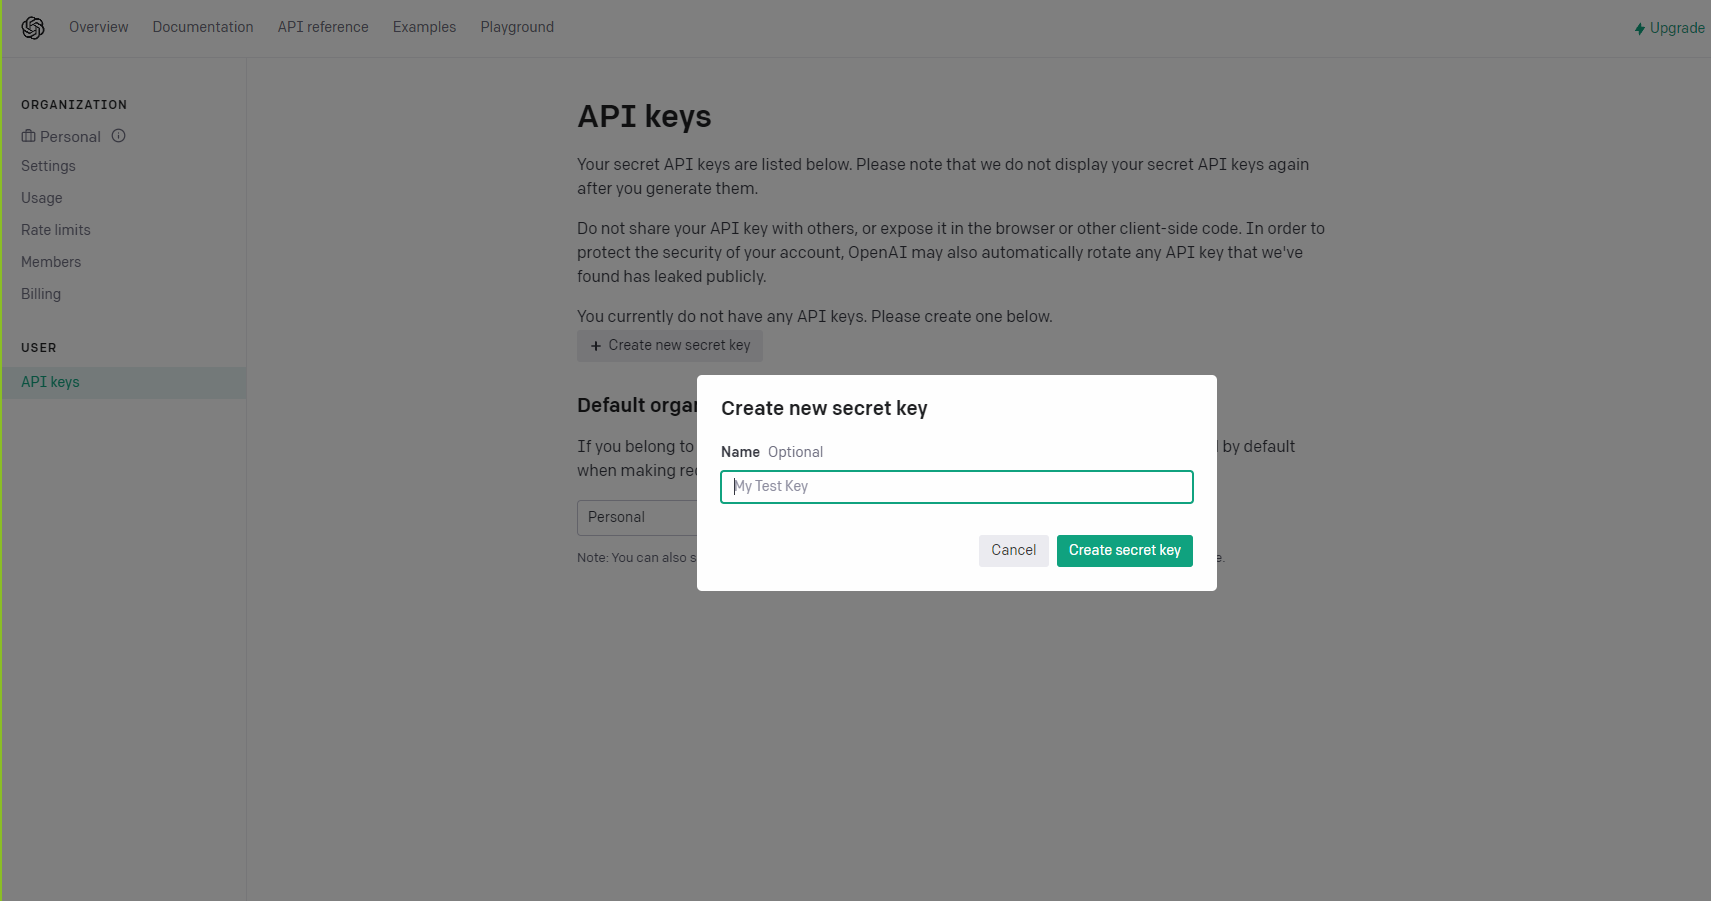 Overview Documentation API reference Examples Playground Upgrade
ORGANIZATION
Personal
Settings
Usage
Rate limits
Members
Billing
USER
API keys
API keys
Your secret API keys are listed below. Please note that we do not display your secret API keys again
after you generate them.
Do not share your API key with others, or expose it in the browser or other client-side code. In order to
protect the security of your account, OpenAI may also automatically rotate any API key that we've
found has leaked publicly.
You currently do not have any API keys. Please create one below.
+ Create new secret key
Default
If you belong to by default
when making
Personal
Note: You can also
Create new secret key
Name Optional
My Test Key
Cancel Create secret key